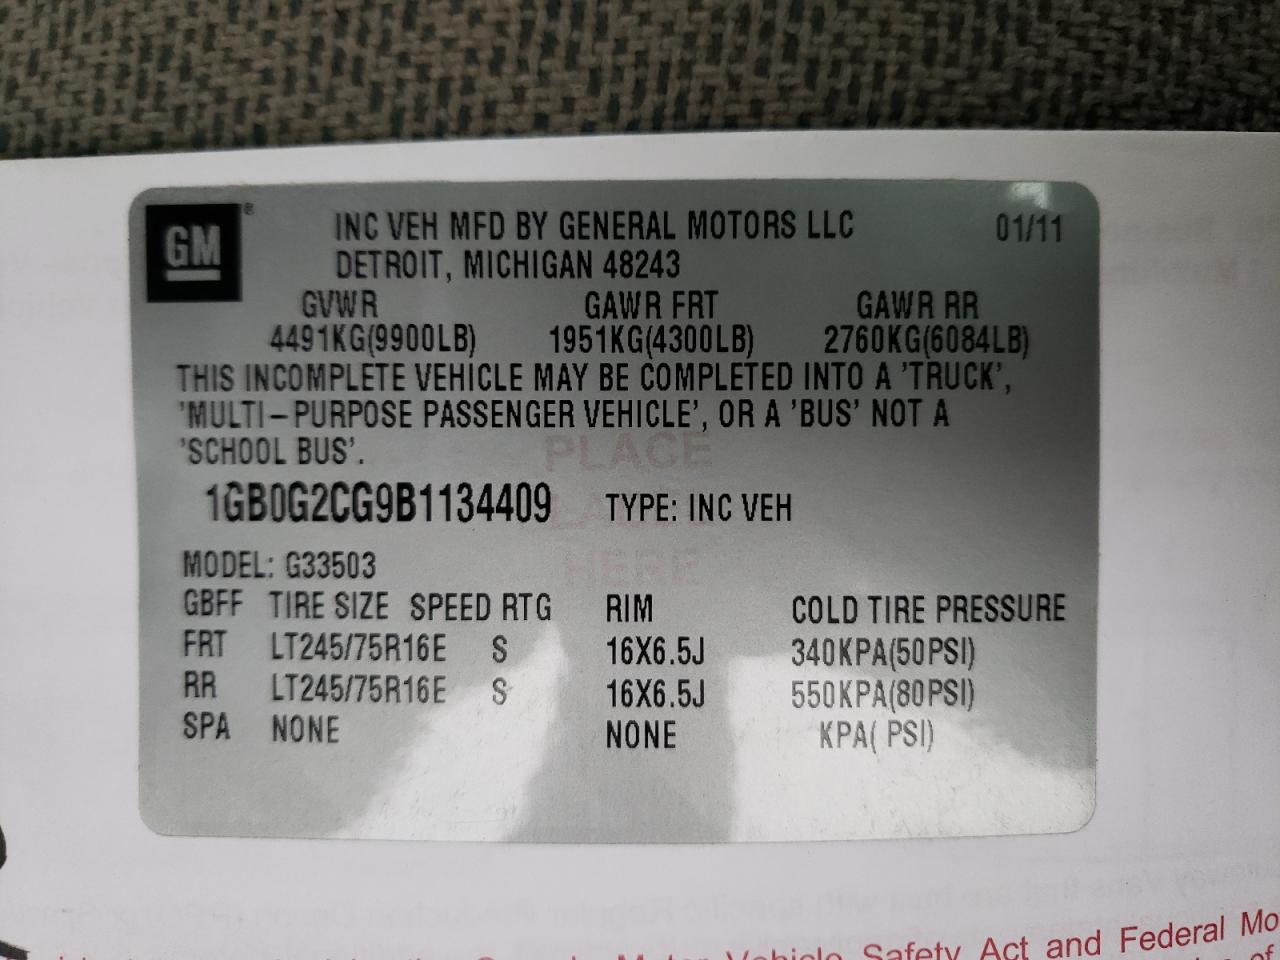 GM®
INC VEH MFD BY GENERAL MOTORS LLC 01/11
DETROIT, MICHIGAN 48243
GVWR GAWR FRT GAWR RR
4491KG(9900LB) 1951KG(4300LB) 2760KG(6084LB)
THIS INCOMPLETE VEHICLE MAY BE COMPLETED INTO A 'TRUCK',
'MULTI-PURPOSE PASSENGER VEHICLE', OR A 'BUS' NOT A
'SCHOOL BUS'.
PLACE
1GB0G2CG9B1134409 TYPE: INC VEH
HERE
MODEL: G33503
GBFF TIRE SIZE SPEED RTG RIM COLD TIRE PRESSURE
FRT LT245/75R16E S 16X6.5J 340KPA(50PSI)
RR LT245/75R16E S 16X6.5J 550KPA(80PSI)
SPA NONE NONE KPA( PSI)
Vehicle Safety Act and Federal Mo